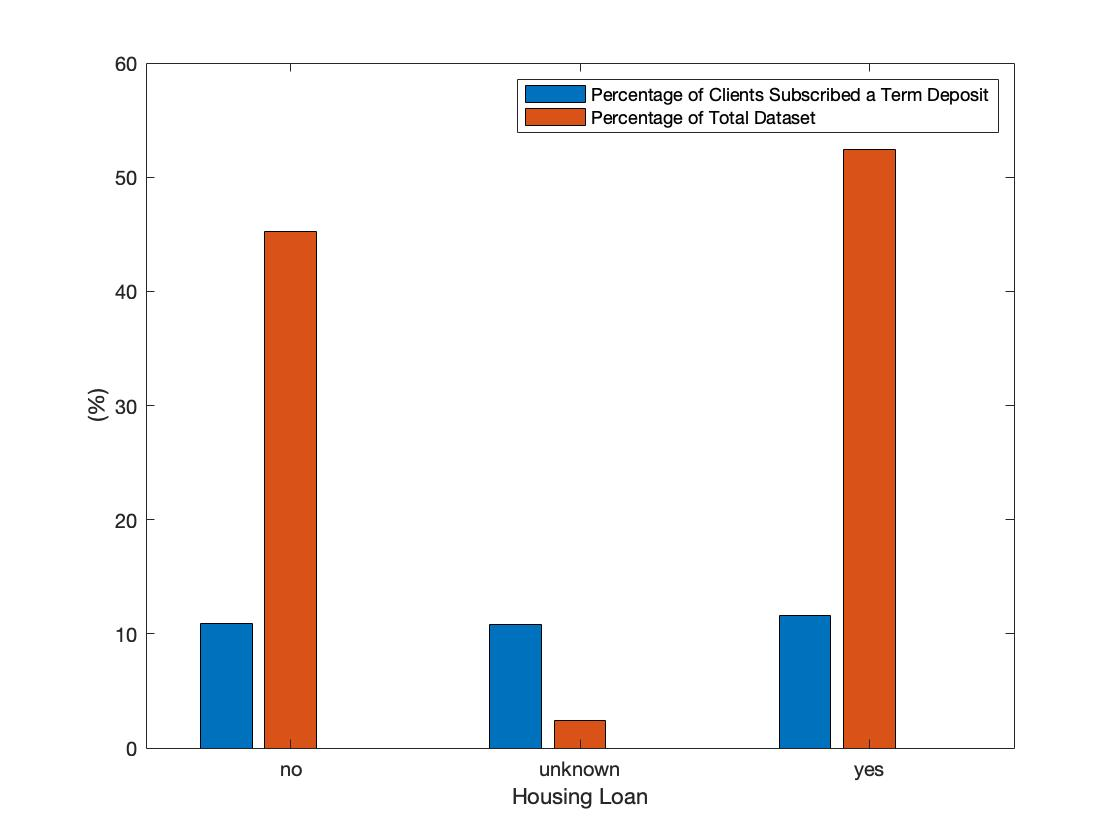 60
50
40
30
20
10
0
(%)
Percentage of Clients Subscribed a Term Deposit
Percentage of Total Dataset
no unknown yes
Housing Loan